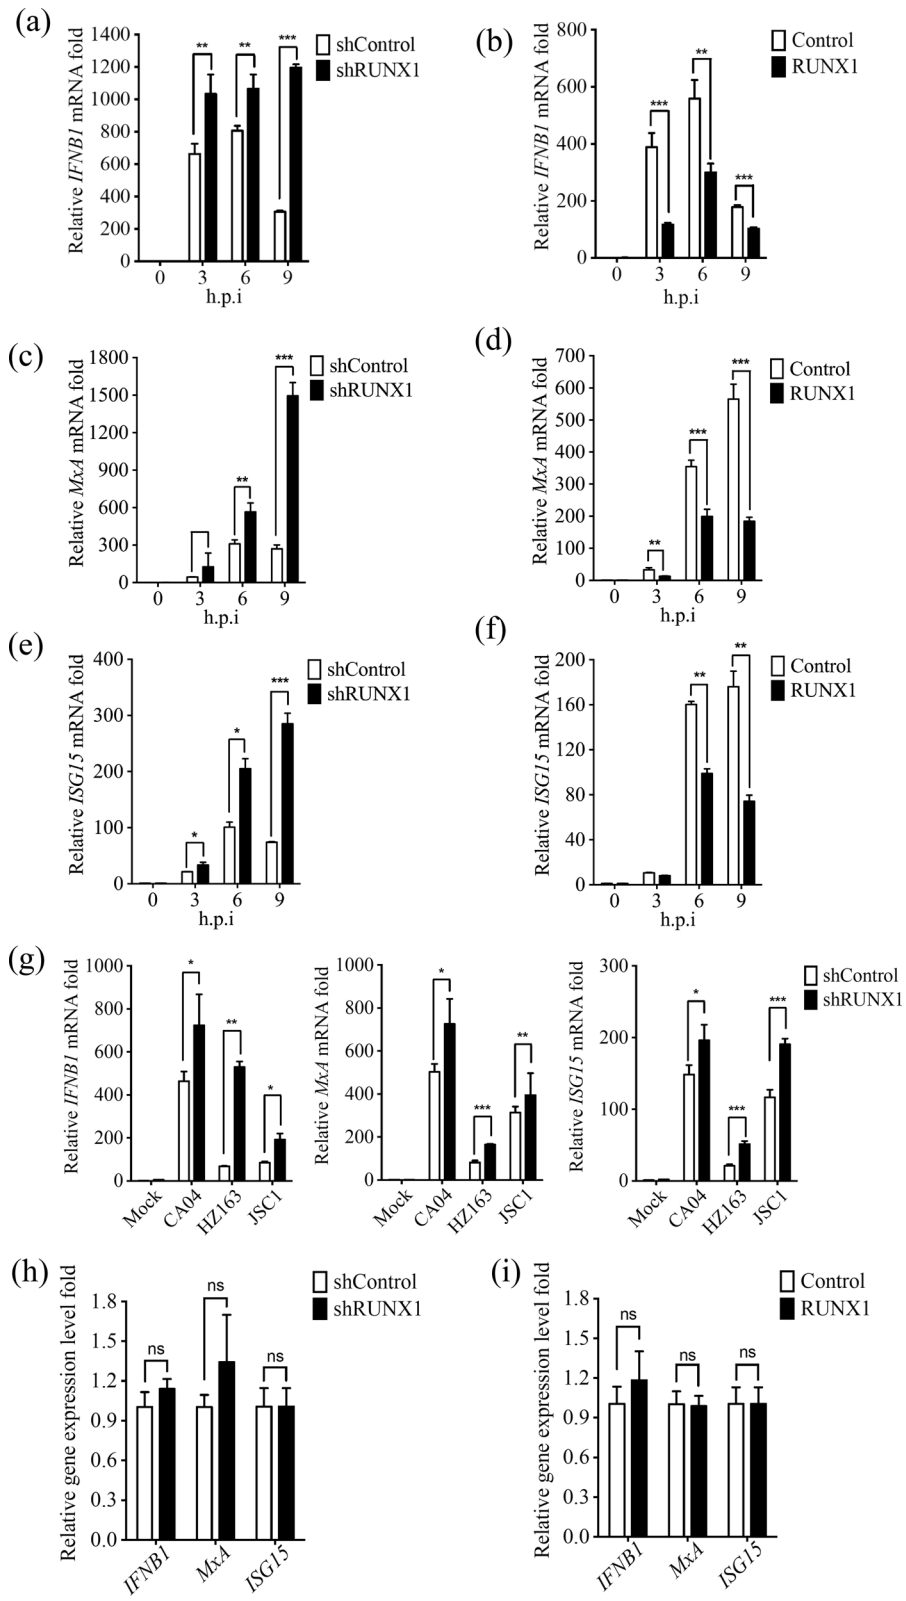 (a)
Relative IFNB1 mRNA fold
1400
1200
1000
800
600
400
200
0
** ** ***
0 3 6 9
h.p.i
shControl
shRUNX1
(b)
Relative IFNB1 mRNA fold
800
600
400
200
0
*** ** ***
0 3 6 9
h.p.i
Control
RUNX1
(c)
Relative MxA mRNA fold
1800
1500
1200
900
600
300
0
** ***
0 3 6 9
h.p.i
shControl
shRUNX1
(d)
Relative MxA mRNA fold
700
600
500
400
300
200
100
0
** *** ***
0 3 6 9
h.p.i
Control
RUNX1
(e)
Relative ISG15 mRNA fold
400
300
200
100
0
* * ***
0 3 6 9
h.p.i
shControl
shRUNX1
(f)
Relative ISG15 mRNA fold
200
160
120
80
40
0
** **
0 3 6 9
h.p.i
Control
RUNX1
(g)
Relative IFNB1 mRNA fold
1000
800
600
400
200
0
* ** *
Mock CA04 HZ163 JSC1
Relative MxA mRNA fold
1000
800
600
400
200
0
* *** **
Mock CA04 HZ163 JSC1
Relative ISG15 mRNA fold
300
200
100
0
* *** ***
Mock CA04 HZ163 JSC1
shControl
shRUNX1
(h)
Relative gene expression level fold
1.8
1.5
1.2
0.9
0.6
0.3
0.0
ns ns ns
IFNB1 MxA ISG15
shControl
shRUNX1
(i)
Relative gene expression level fold
1.8
1.5
1.2
0.9
0.6
0.3
0.0
ns ns ns
IFNB1 MxA ISG15
Control
RUNX1